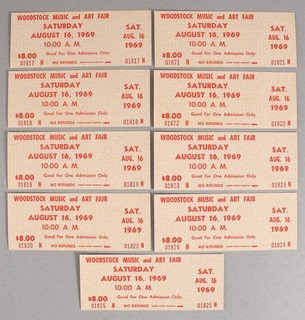 WOODSTOCK MUSIC and ART FAIR
SATURDAY
AUGUST 16, 1969
10:00 A. M.
$8.00 Good For One Admission Only
01817 N NO REFUNDS
SAT.
AUG. 16
1969
01817 N
WOODSTOCK MUSIC and ART FAIR
SATURDAY
AUGUST 16, 1969
10:00 A. M.
$8.00 Good For One Admission Only
01821 N NO REFUNDS
SAT.
AUG. 16
1969
01821 N
WOODSTOCK MUSIC and ART FAIR
SATURDAY
AUGUST 16, 1969
10:00 A. M.
$8.00 Good For One Admission Only
01818 N NO REFUNDS
SAT.
AUG. 16
1969
01818 N
WOODSTOCK MUSIC and ART FAIR
SATURDAY
AUGUST 16, 1969
10:00 A. M.
$8.00 Good For One Admission Only
01822 N NO REFUNDS
SAT.
AUG. 16
1969
01822 N
WOODSTOCK MUSIC and ART FAIR
SATURDAY
AUGUST 16, 1969
10:00 A. M.
$8.00 Good For One Admission Only
01819 N NO REFUNDS
SAT.
AUG. 16
1969
01819 N
WOODSTOCK MUSIC and ART FAIR
SATURDAY
AUGUST 16, 1969
10:00 A. M.
$8.00 Good For One Admission Only
01823 N NO REFUNDS
SAT.
AUG. 16
1969
01823 N
WOODSTOCK MUSIC and ART FAIR
SATURDAY
AUGUST 16, 1969
10:00 A. M.
$8.00 Good For One Admission Only
01820 N NO REFUNDS
SAT.
AUG. 16
1969
01820 N
WOODSTOCK MUSIC and ART FAIR
SATURDAY
AUGUST 16, 1969
10:00 A. M.
$8.00 Good For One Admission Only
01824 N NO REFUNDS
SAT.
AUG. 16
1969
01824 N
WOODSTOCK MUSIC and ART FAIR
SATURDAY
AUGUST 16, 1969
10:00 A. M.
$8.00 Good For One Admission Only
01825 N NO REFUNDS
SAT.
AUG. 16
1969
01825 N